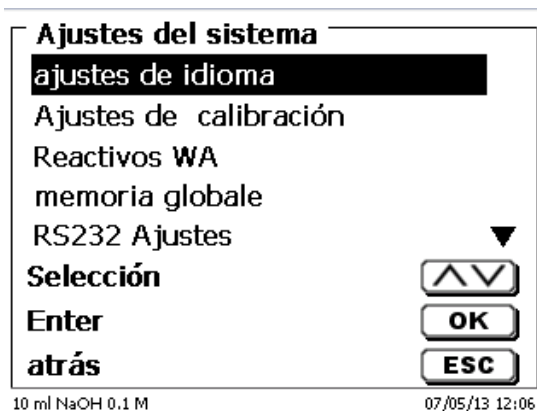 Ajustes del sistema
ajustes de idioma
Ajustes de calibración
Reactivos WA
memoria globale
RS232 Ajustes
Selección
Enter OK
atrás ESC
10 ml NaOH 0.1 M 07/05/13 12:06